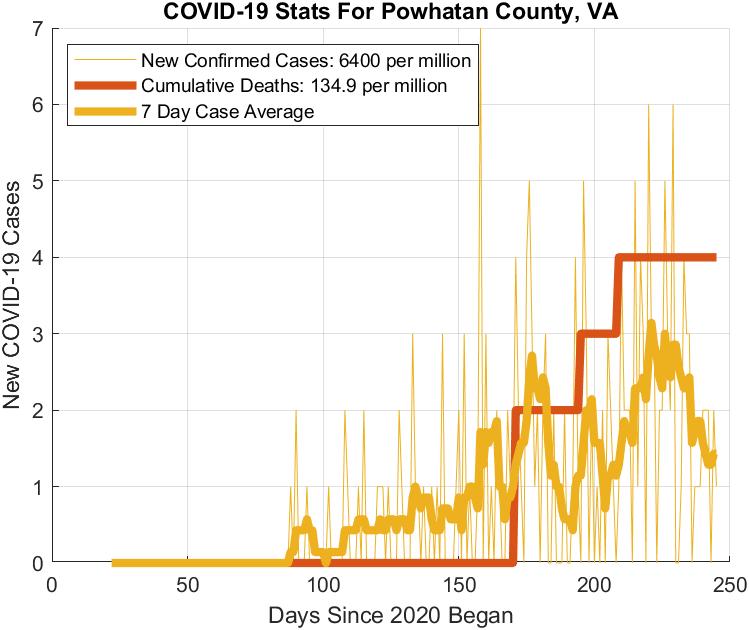 COVID-19 Stats For Powhatan County, VA
New Confirmed Cases: 6400 per million
Cumulative Deaths: 134.9 per million
7 Day Case Average
New COVID-19 Cases
7
6
5
4
3
2
1
0
0 50 100 150 200 250
Days Since 2020 Began